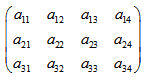 a₁₁ a₁₂ a₁₃ a₁₄
a₂₁ a₂₂ a₂₃ a₂₄
a₃₁ a₃₂ a₃₃ a₃₄